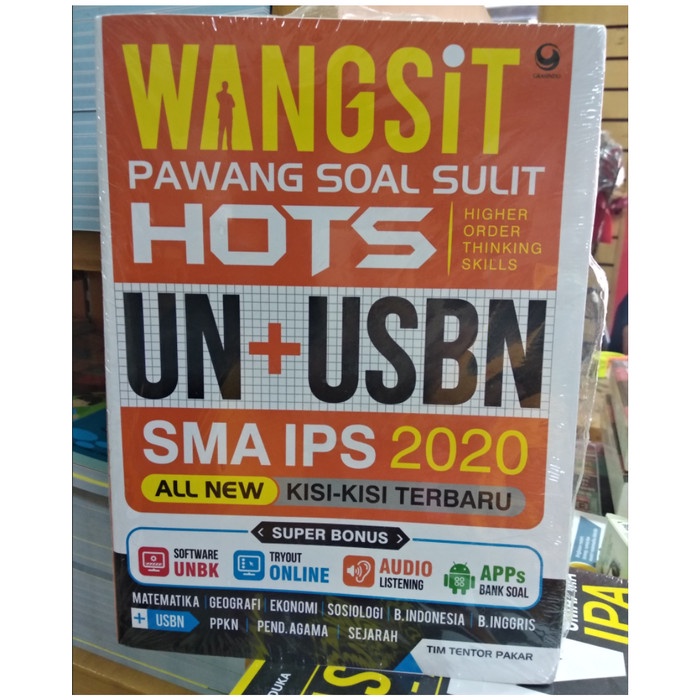 WANGSiT
PAWANG SOAL SULIT
HOTS
HIGHER
ORDER
THINKING
SKILLS
UN+USBN
SMA IPS 2020
ALL NEW KISI-KISI TERBARU
SUPER BONUS
SOFTWARE
UNBK
TRYOUT
ONLINE
AUDIO
LISTENING
APPs
BANK SOAL
MATEMATIKA | GEOGRAFI | EKONOMI | SOSIOLOGI | B.INDONESIA | B.INGGRIS
+ USBN PPKN | PEND.AGAMA | SEJARAH
TIM TENTOR PAKAR
IPA